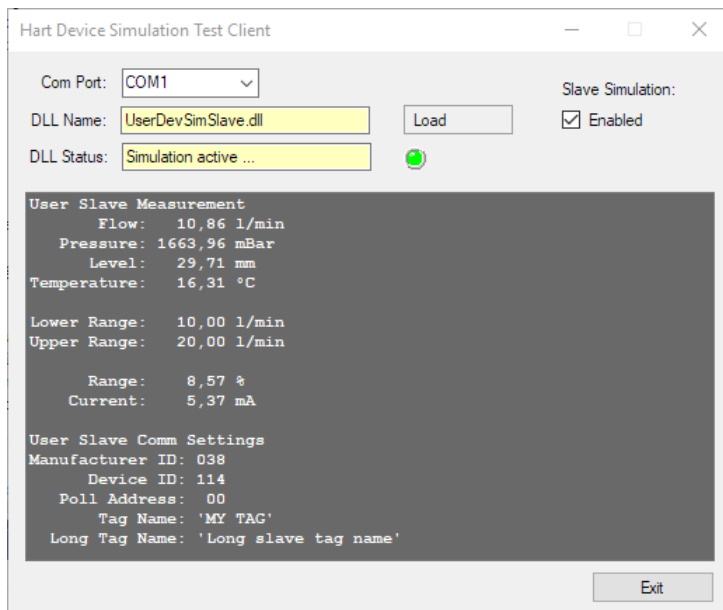 Hart Device Simulation Test Client
Com Port: COM1
Slave Simulation:
DLL Name: UserDevSimSlave.dll Load Enabled
DLL Status: Simulation active ...
User Slave Measurement
Flow: 10,86 l/min
Pressure: 1663,96 mBar
Level: 29,71 mm
Temperature: 16,31 °C
Lower Range: 10,00 l/min
Upper Range: 20,00 l/min
Range: 8,57 %
Current: 5,37 mA
User Slave Comm Settings
Manufacturer ID: 038
Device ID: 114
Poll Address: 00
Tag Name: 'MY TAG'
Long Tag Name: 'Long slave tag name'
Exit